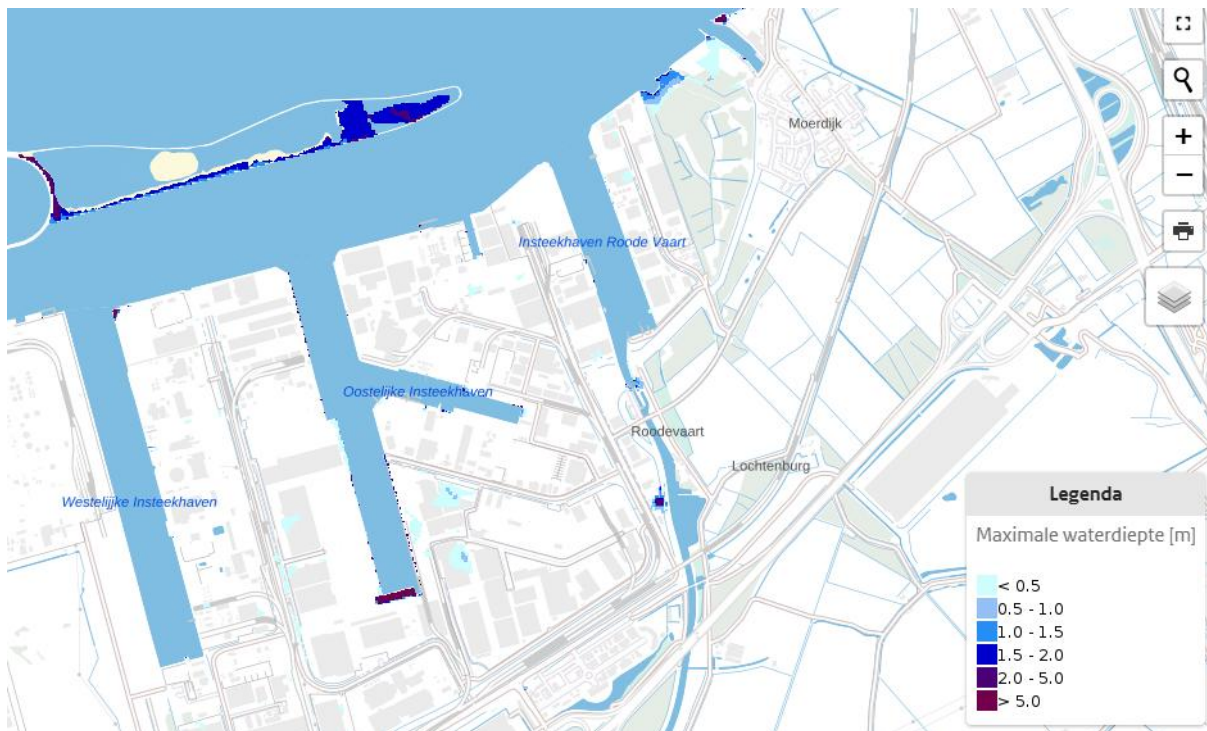 Moerdijk
Insteekhaven Roode Vaart
Oostelijke Insteekhaven
Roodevaart
Lochtenburg
Westelijke Insteekhaven
+
−
Legenda
Maximale waterdiepte [m]
< 0.5
0.5 - 1.0
1.0 - 1.5
1.5 - 2.0
2.0 - 5.0
> 5.0